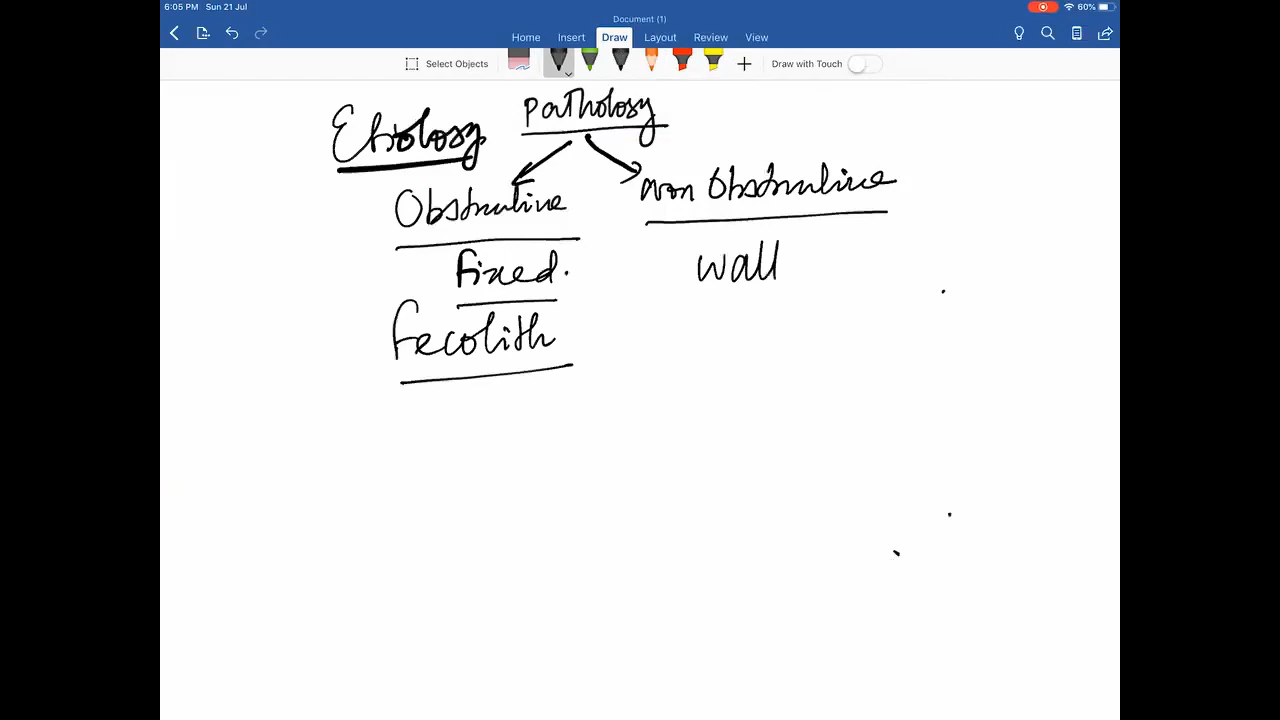 6:05 PM Sun 21 Jul 60%
Document (1)
Home Insert Draw Layout Review View
Select Objects Draw with Touch
Etiology Pathology
Obstructive non Obstructive
fixed. wall
fecolith